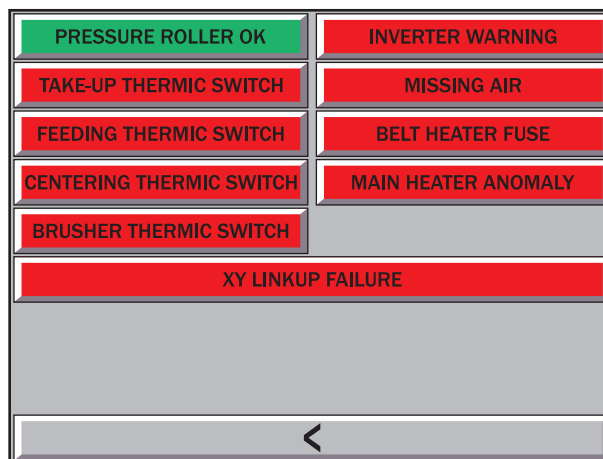 PRESSURE ROLLER OK
INVERTER WARNING
TAKE-UP THERMIC SWITCH
MISSING AIR
FEEDING THERMIC SWITCH
BELT HEATER FUSE
CENTERING THERMIC SWITCH
MAIN HEATER ANOMALY
BRUSHER THERMIC SWITCH
XY LINKUP FAILURE
<